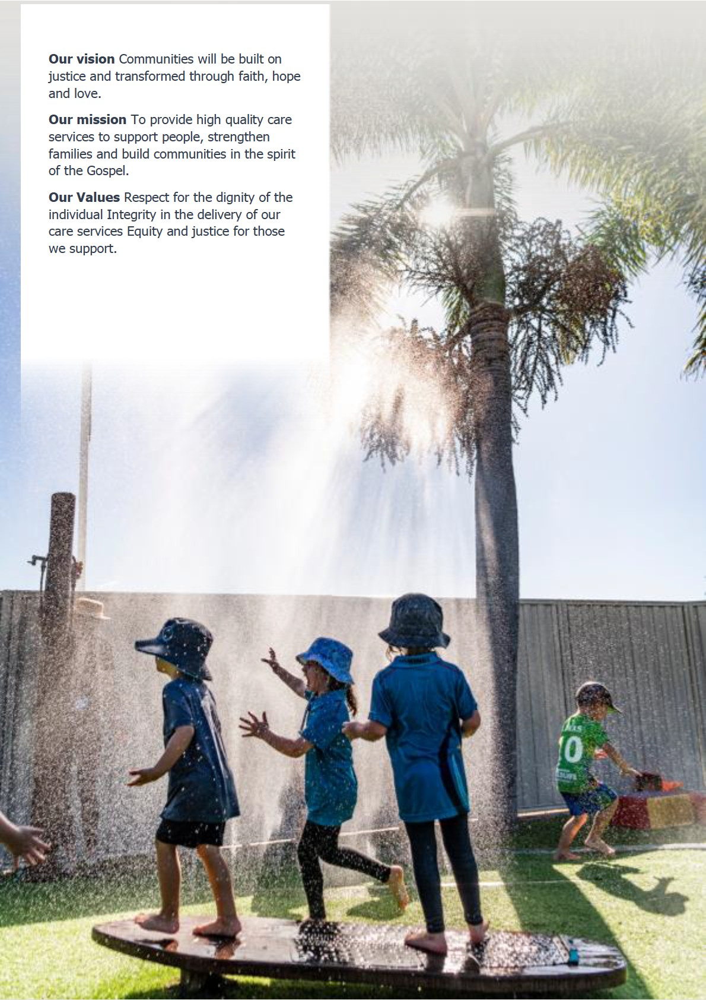 Our vision Communities will be built on
justice and transformed through faith, hope
and love.
Our mission To provide high quality care
services to support people, strengthen
families and build communities in the spirit
of the Gospel.
Our Values Respect for the dignity of the
individual Integrity in the delivery of our
care services Equity and justice for those
we support.
10